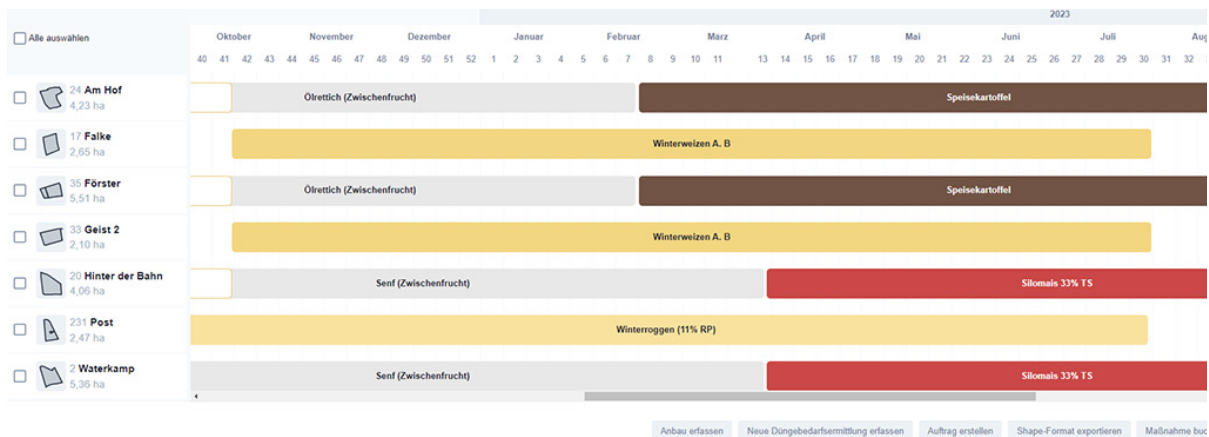 2023
Alle auswählen
Oktober November Dezember Januar Februar März April Mai Juni Juli Aug
40 41 42 43 44 45 46 47 48 49 50 51 52 1 2 3 4 5 6 7 8 9 10 11 13 14 15 16 17 18 19 20 21 22 23 24 25 26 27 28 29 30 31 32
24 Am Hof
4,23 ha
Ölrettich (Zwischenfrucht) Speisekartoffel
17 Falke
2,65 ha
Winterweizen A. B
35 Förster
5,51 ha
Ölrettich (Zwischenfrucht) Speisekartoffel
33 Geist 2
2,10 ha
Winterweizen A. B
20 Hinter der Bahn
4,06 ha
Senf (Zwischenfrucht) Silomais 33% TS
231 Post
2,47 ha
Winterroggen (11% RP)
2 Waterkamp
5,36 ha
Senf (Zwischenfrucht) Silomais 33% TS
Anbau erfassen Neue Düngebedarfsermittlung erfassen Auftrag erstellen Shape-Format exportieren Maßnahme buc